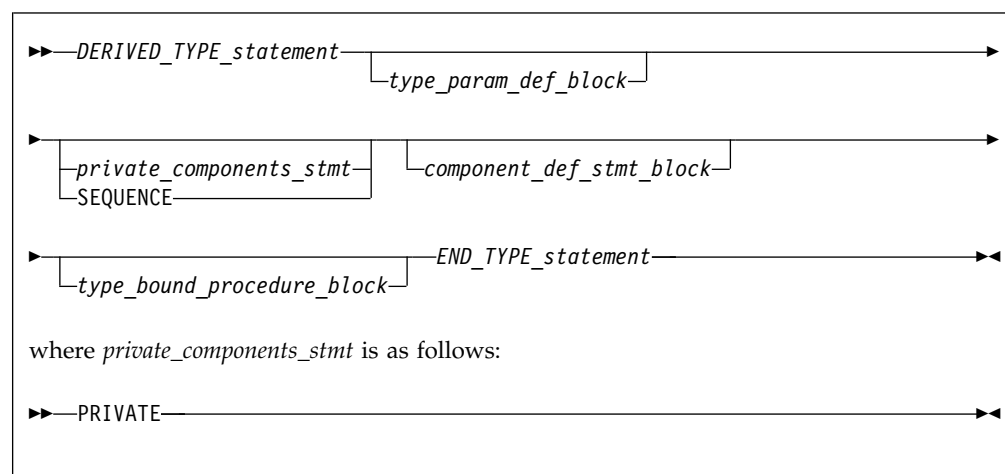 DERIVED_TYPE_statement
type_param_def_block
private_components_stmt component_def_stmt_block
SEQUENCE
END_TYPE_statement
type_bound_procedure_block
where private_components_stmt is as follows:
PRIVATE